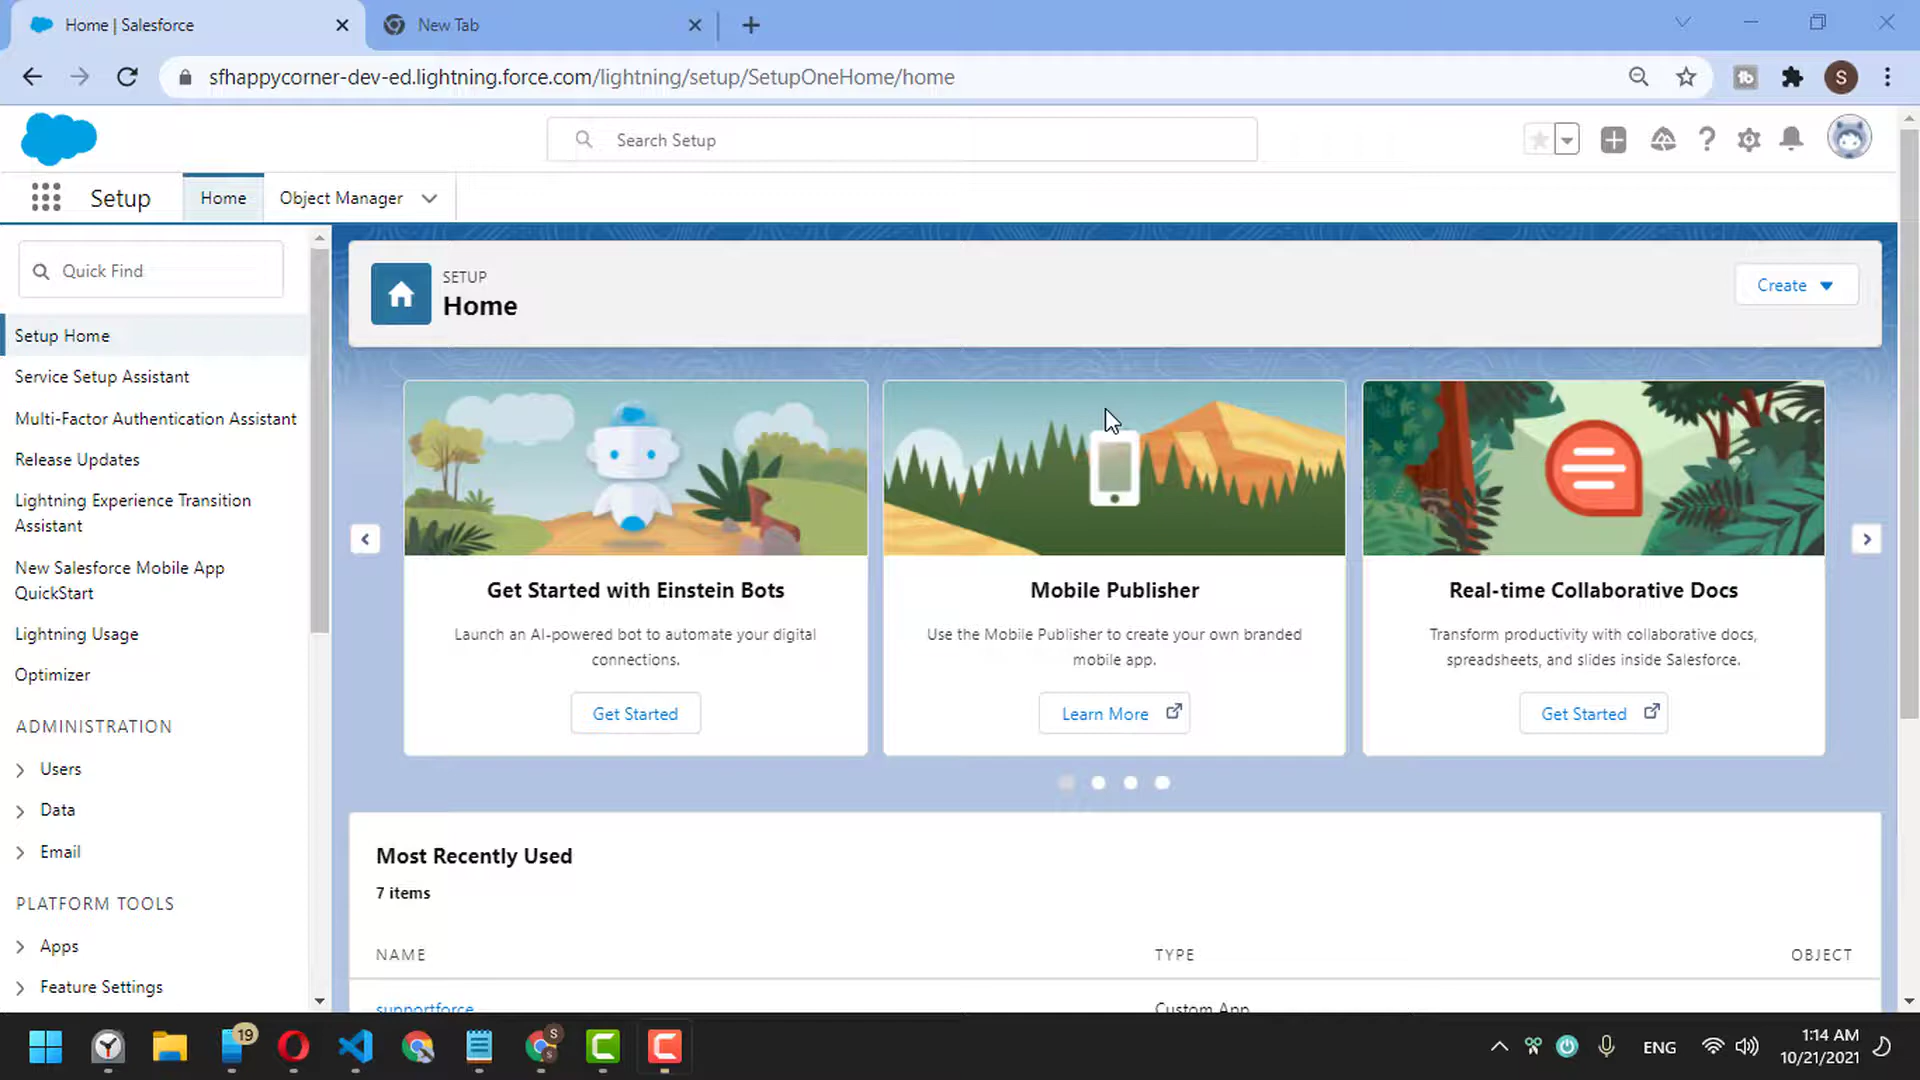 Home | Salesforce
New Tab
sfhappycorner-dev-ed.lightning.force.com/lightning/setup/SetupOneHome/home
S
Search Setup
Setup
Home
Object Manager
Quick Find
SETUP
Home
Create
Setup Home
Service Setup Assistant
Multi-Factor Authentication Assistant
Release Updates
Lightning Experience Transition
Assistant
New Salesforce Mobile App
QuickStart
Lightning Usage
Optimizer
ADMINISTRATION
Users
Data
Email
PLATFORM TOOLS
Apps
Feature Settings
Get Started with Einstein Bots
Launch an AI-powered bot to automate your digital
connections.
Get Started
Mobile Publisher
Use the Mobile Publisher to create your own branded
mobile app.
Learn More
Real-time Collaborative Docs
Transform productivity with collaborative docs,
spreadsheets, and slides inside Salesforce.
Get Started
Most Recently Used
7 items
NAME
TYPE
OBJECT
supportforce
Custom App
19
S
S
ENG
1:14 AM
10/21/2021